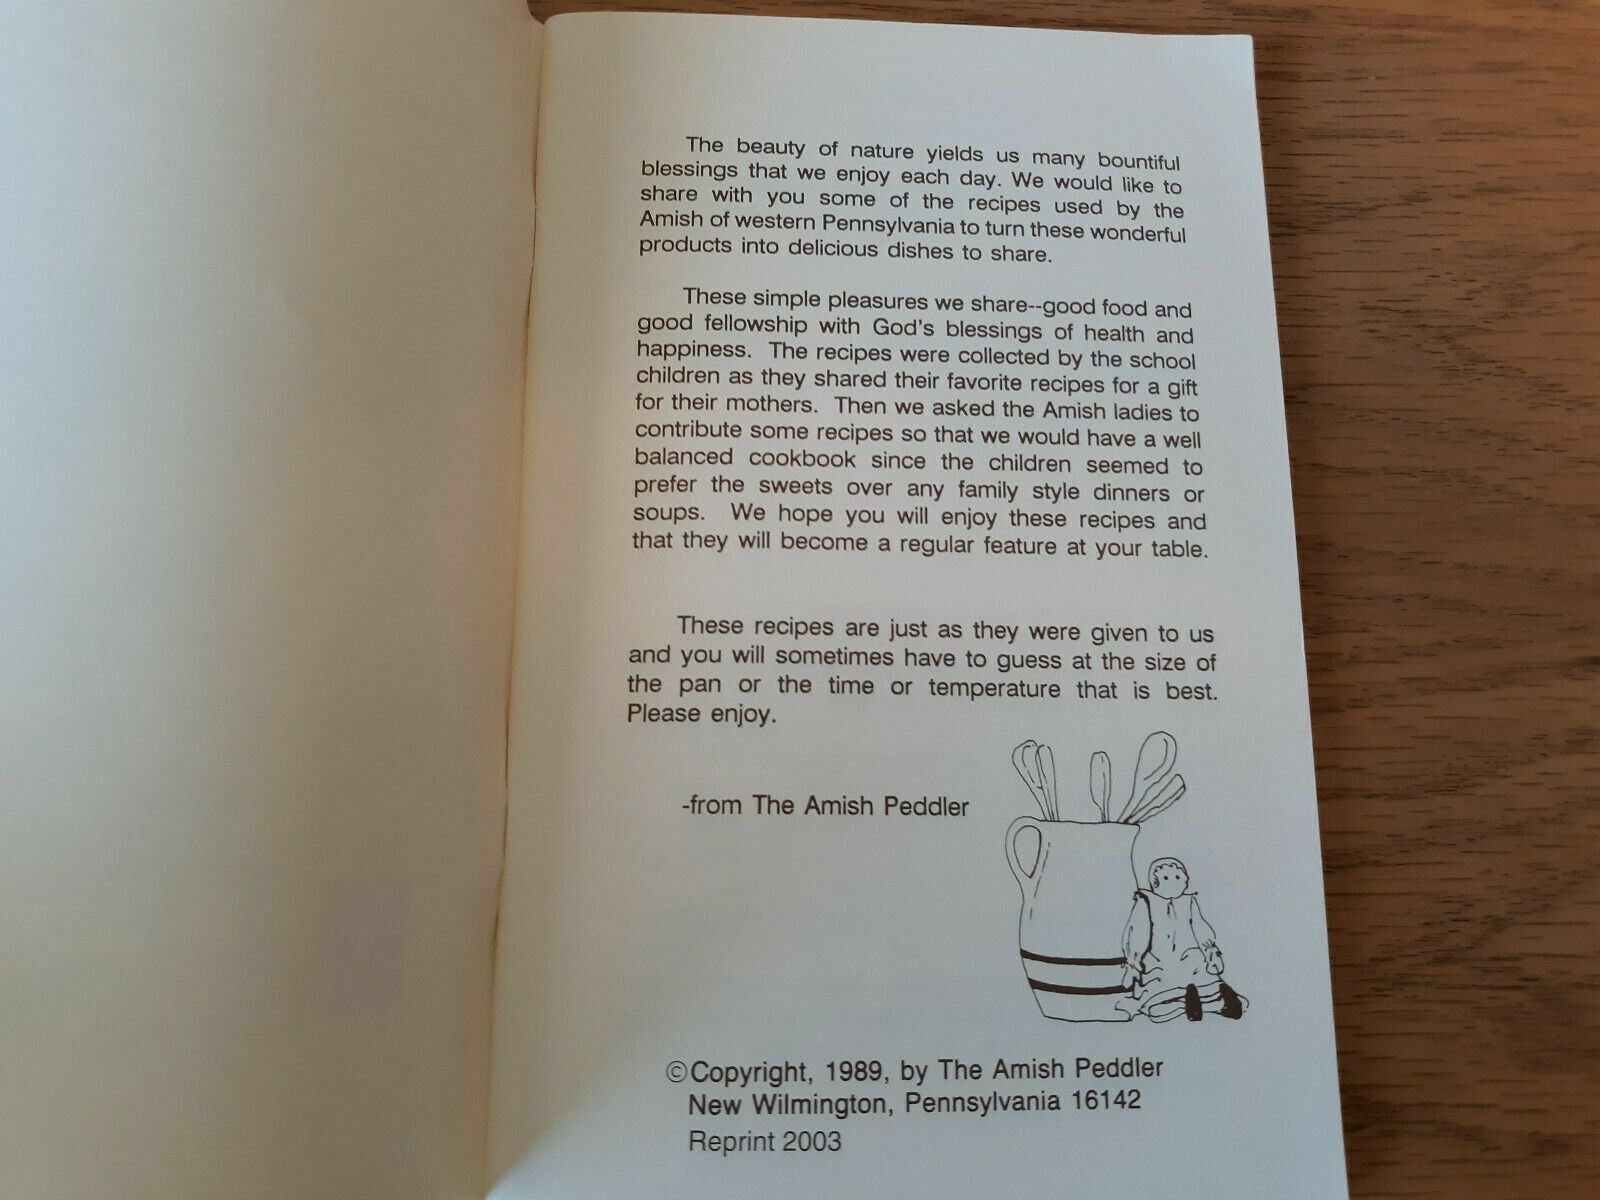 The beauty of nature yields us many bountiful
blessings that we enjoy each day. We would like to
share with you some of the recipes used by the
Amish of western Pennsylvania to turn these wonderful
products into delicious dishes to share.
These simple pleasures we share--good food and
good fellowship with God's blessings of health and
happiness. The recipes were collected by the school
children as they shared their favorite recipes for a gift
for their mothers. Then we asked the Amish ladies to
contribute some recipes so that we would have a well
balanced cookbook since the children seemed to
prefer the sweets over any family style dinners or
soups. We hope you will enjoy these recipes and
that they will become a regular feature at your table.
These recipes are just as they were given to us
and you will sometimes have to guess at the size of
the pan or the time or temperature that is best.
Please enjoy.
-from The Amish Peddler
©Copyright, 1989, by The Amish Peddler
New Wilmington, Pennsylvania 16142
Reprint 2003